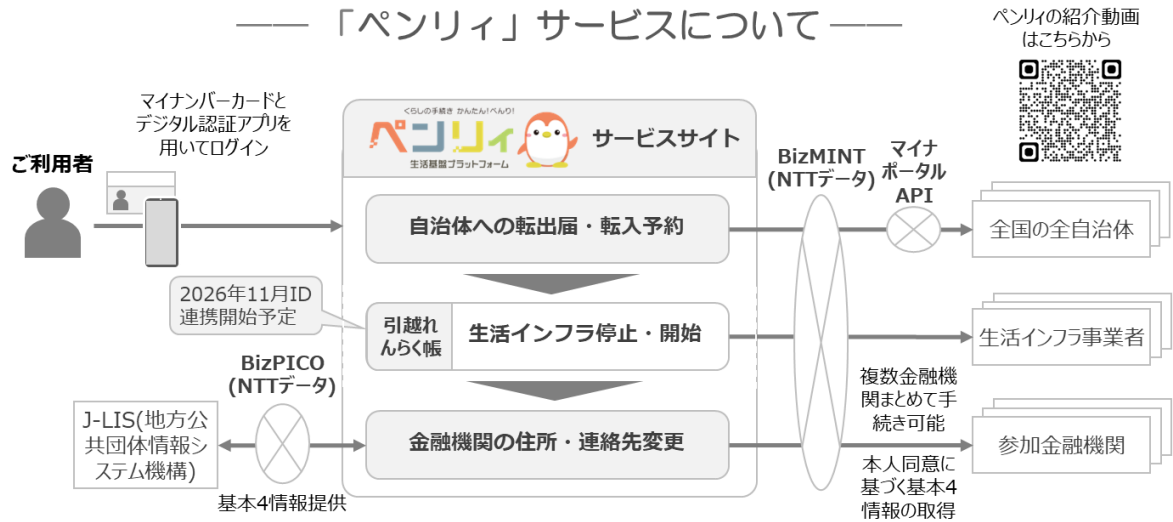 「ペンリィ」サービスについて
ペンリィの紹介動画
はこちらから
マイナンバーカードと
デジタル認証アプリを
用いてログイン
ご利用者
くらしの手続き かんたん!べんり!
ペンリィ
生活基盤プラットフォーム
サービスサイト
BizMINT
(NTTデータ)
マイナ
ポータル
API
自治体への転出届・転入予約
全国の全自治体
2026年11月ID
連携開始予定
引越れ
んらく帳
生活インフラ停止・開始
生活インフラ事業者
BizPICO
(NTTデータ)
複数金融機
関まとめて手
続き可能
J-LIS(地方公
共団体情報シ
ステム機構)
金融機関の住所・連絡先変更
参加金融機関
基本4情報提供
本人同意に
基づく基本4
情報の取得